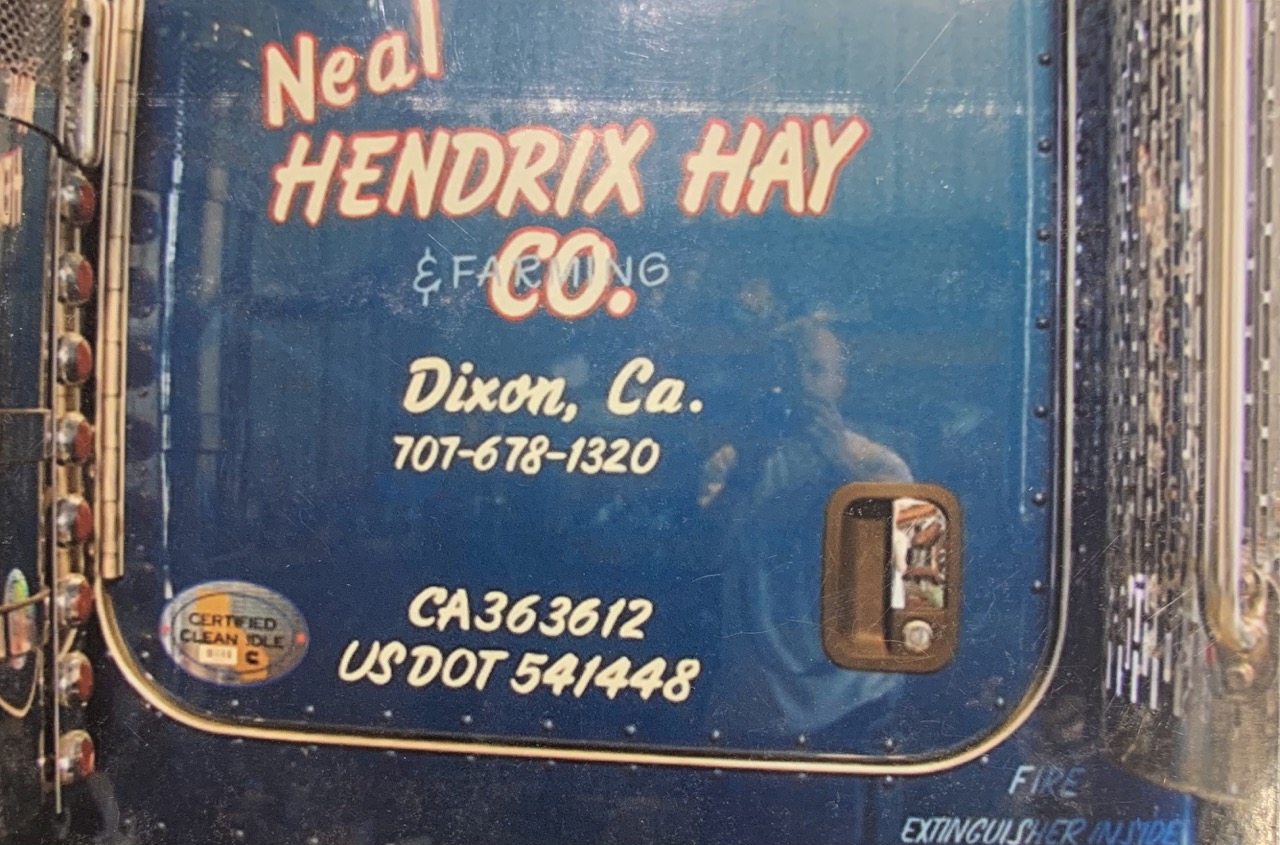 Neal
HENDRIX HAY
CO.
& FARMING
Dixon, Ca.
707-678-1320
CERTIFIED
CLEAN IDLE
CA363612
USDOT 541448
FIRE
EXTINGUISHER INSIDE